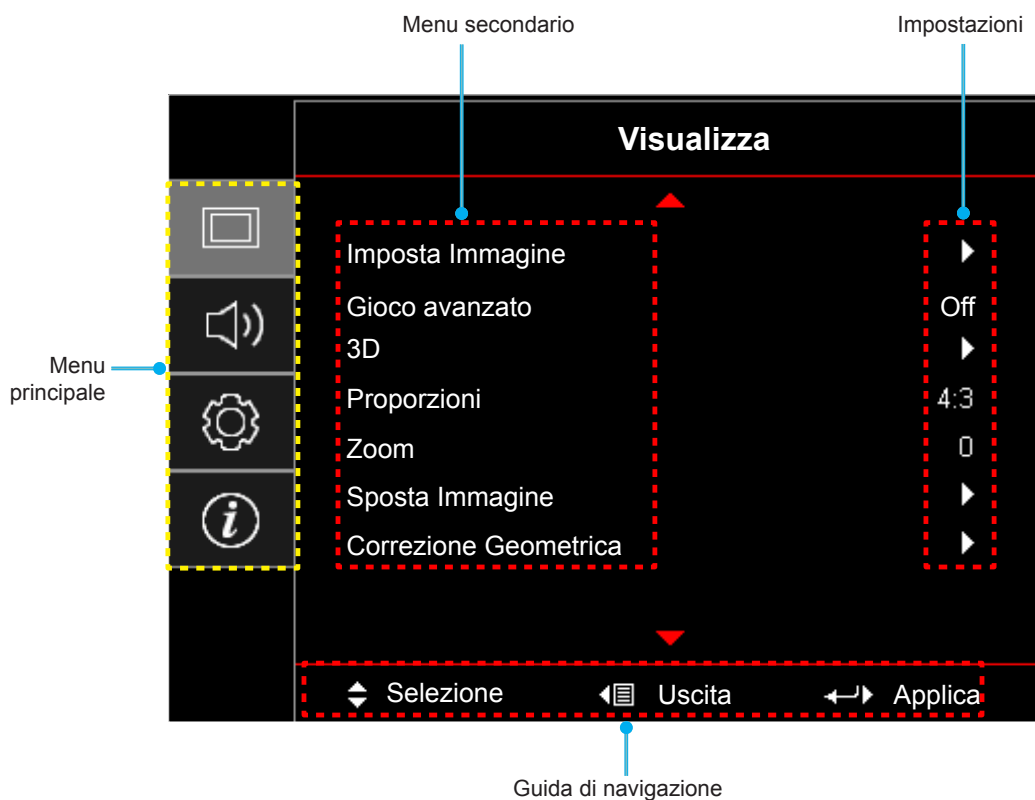 Menu secondario
Impostazioni
Visualizza
Imposta Immagine
Gioco avanzato Off
3D
Menu
principale
Proporzioni 4:3
Zoom 0
Sposta Immagine
Correzione Geometrica
Selezione Uscita Applica
Guida di navigazione